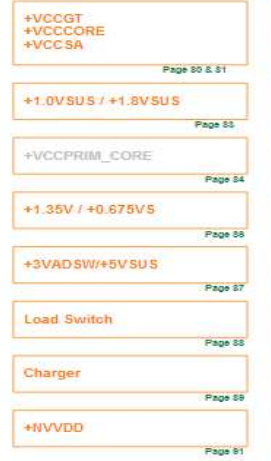 +VCCGT
+VCCCORE
+VCCSA
Page 80 & 81
+1.0VSUS / +1.8VSUS
Page 83
+VCCPRIM_CORE
Page 84
+1.35V / +0.675VS
Page 86
+3VADSW/+5VSUS
Page 87
Load Switch
Page 88
Charger
Page 89
+NVVDD
Page 91